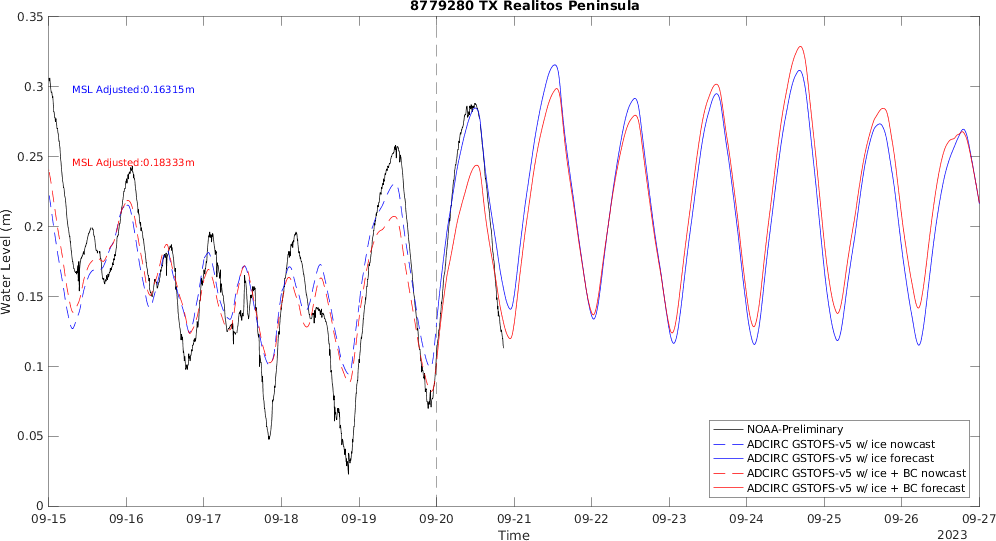 8779280 TX Realitos Peninsula
0.35
0.3
0.25
0.2
0.15
0.1
0.05
0
Water Level (m)
MSL Adjusted:0.16315m
MSL Adjusted:0.18333m
NOAA-Preliminary
ADCIRC GSTOFS-v5 w/ ice nowcast
ADCIRC GSTOFS-v5 w/ ice forecast
ADCIRC GSTOFS-v5 w/ ice + BC nowcast
ADCIRC GSTOFS-v5 w/ ice + BC forecast
09-15 09-16 09-17 09-18 09-19 09-20 09-21 09-22 09-23 09-24 09-25 09-26 09-27
Time
2023